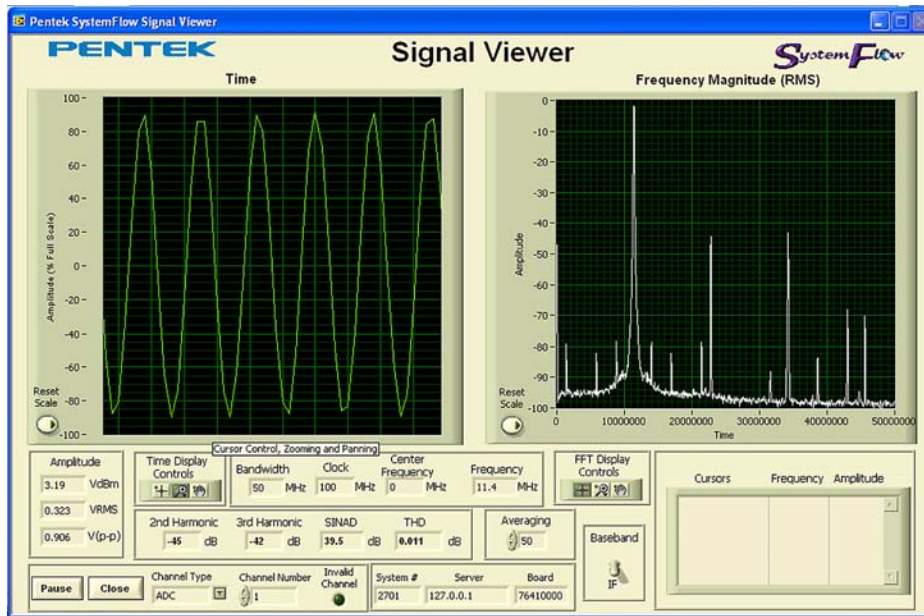 Pentek SystemFlow Signal Viewer
PENTEK
Signal Viewer
SystemFlow
Time
Frequency Magnitude (RMS)
Amplitude (% Full Scale)
100
80
60
40
20
0
-20
-40
-60
-80
-100
Reset
Scale
Amplitude
0
-10
-20
-30
-40
-50
-60
-70
-80
-90
-100
0 10000000 20000000 30000000 40000000 50000000
Time
Reset
Scale
Cursor Control, Zooming and Panning
Amplitude
3.19 VdBm
0.323 VRMS
0.906 V(p-p)
Time Display
Controls
Bandwidth
50 MHz
Clock
100 MHz
Center
Frequency
0 MHz
Frequency
11.4 MHz
FFT Display
Controls
Cursors Frequency Amplitude
2nd Harmonic
-45 dB
3rd Harmonic
-42 dB
SINAD
39.5 dB
THD
0.011 dB
Averaging
50
Baseband
IF
Pause
Close
Channel Type
ADC
Channel Number
1
Invalid
Channel
System #
2701
Server
127.0.0.1
Board
76410000